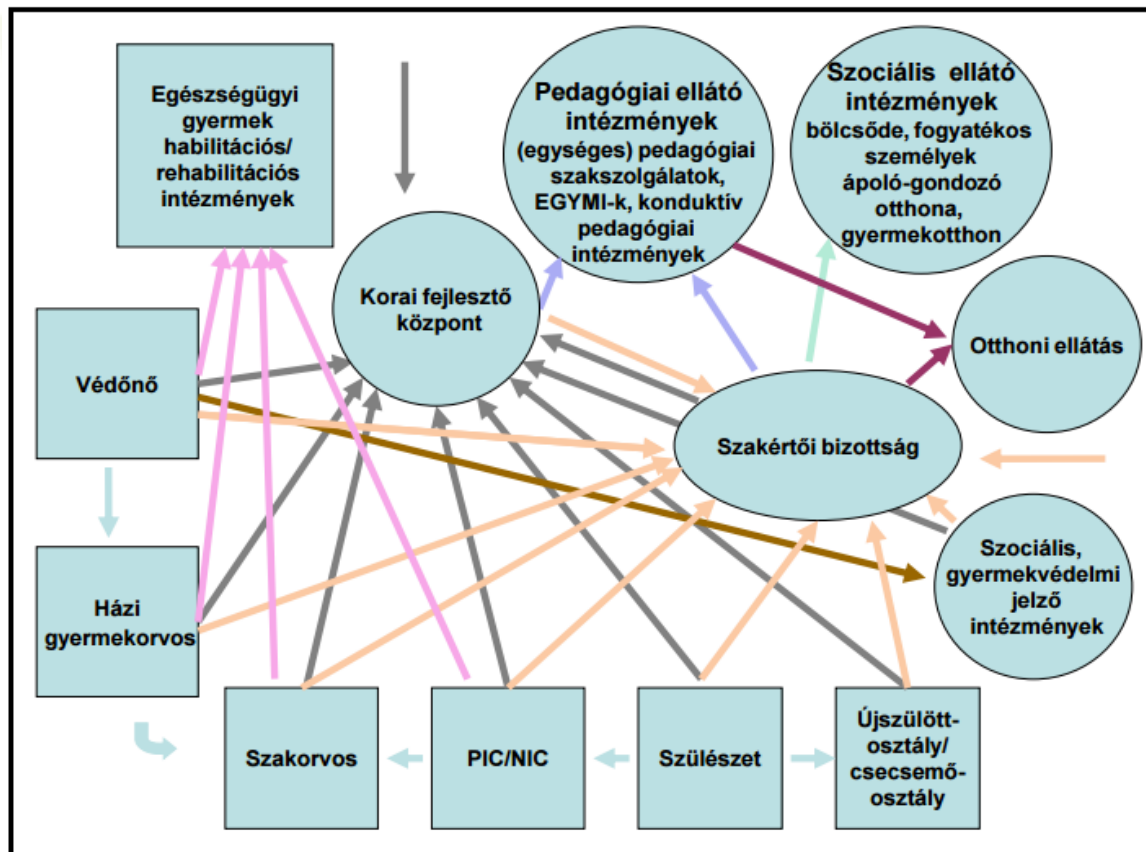 Egészségügyi
gyermek
habilitációs/
rehabilitációs
intézmények
Pedagógiai ellátó
intézmények
(egységes) pedagógiai
szakszolgálatok,
EGYMI-k, konduktív
pedagógiai
intézmények
Szociális ellátó
intézmények
bölcsőde, fogyatékos
személyek
ápoló-gondozó
otthona,
gyermekotthon
Korai fejlesztő
központ
Otthoni ellátás
Védőnő
Szakértői bizottság
Házi
gyermekorvos
Szociális,
gyermekvédelmi
jelző
intézmények
Szakorvos
PIC/NIC
Szülészet
Újszülött-
osztály/
csecsemő-
osztály